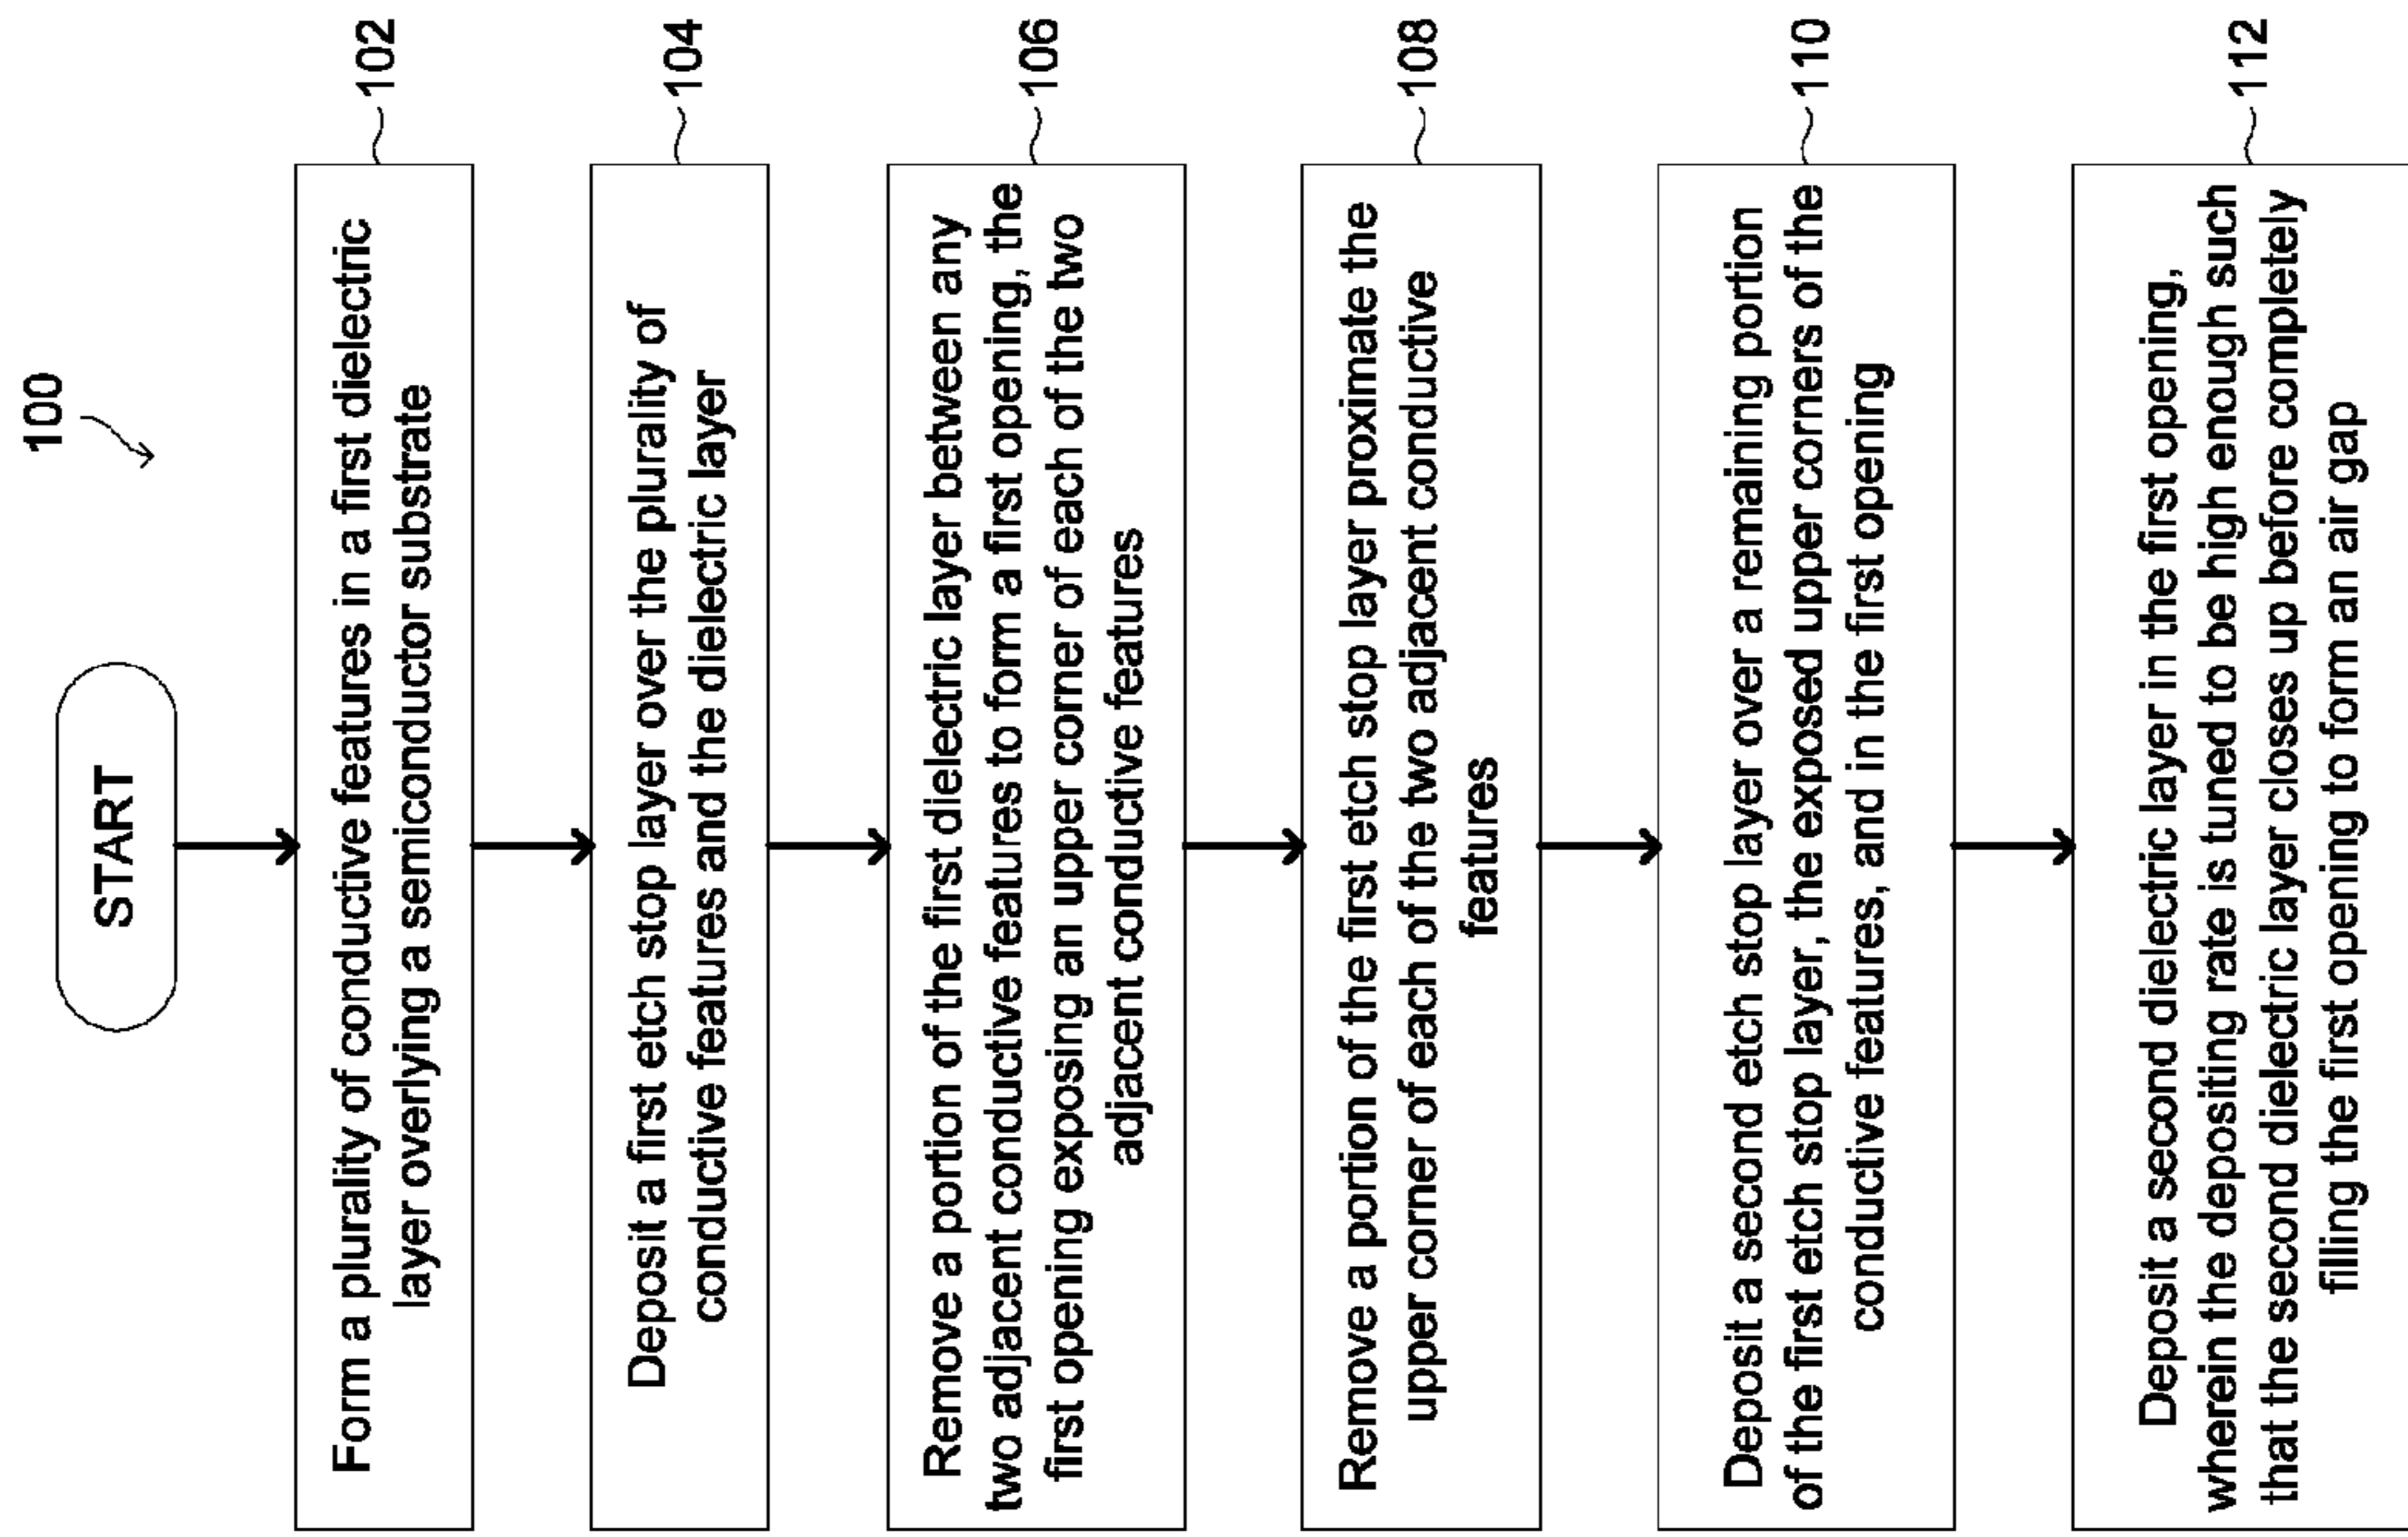 100
START
Form a plurality of conductive features in a first dielectric
layer overlying a semiconductor substrate
102
Deposit a first etch stop layer over the plurality of
conductive features and the dielectric layer
104
Remove a portion of the first dielectric layer between any
two adjacent conductive features to form a first opening, the
first opening exposing an upper corner of each of the two
adjacent conductive features
106
Remove a portion of the first etch stop layer proximate the
upper corner of each of the two adjacent conductive
features
108
Deposit a second etch stop layer over a remaining portion
of the first etch stop layer, the exposed upper corners of the
conductive features, and in the first opening
110
Deposit a second dielectric layer in the first opening,
wherein the depositing rate is tuned to be high enough such
that the second dielectric layer closes up before completely
filling the first opening to form an air gap
112